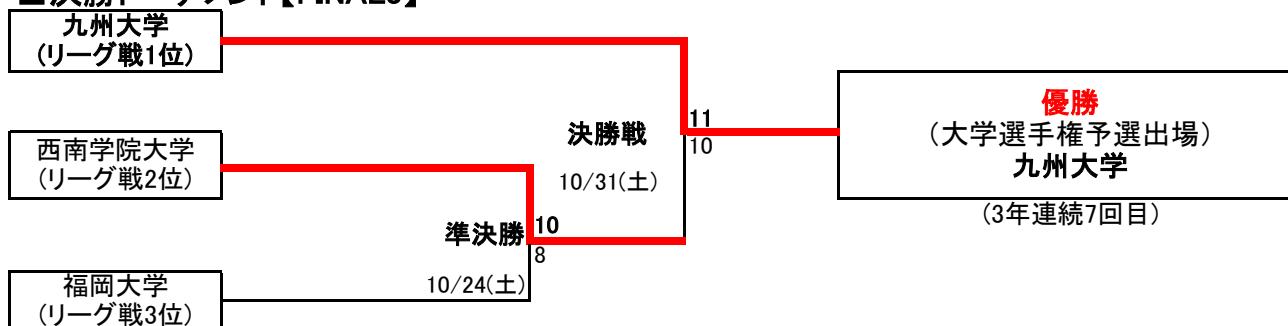 九州大学
(リーグ戦1位)
西南学院大学
(リーグ戦2位)
福岡大学
(リーグ戦3位)
準決勝
10
8
10/24(土)
決勝戦
11
10
10/31(土)
優勝
(大学選手権予選出場)
九州大学
(3年連続7回目)